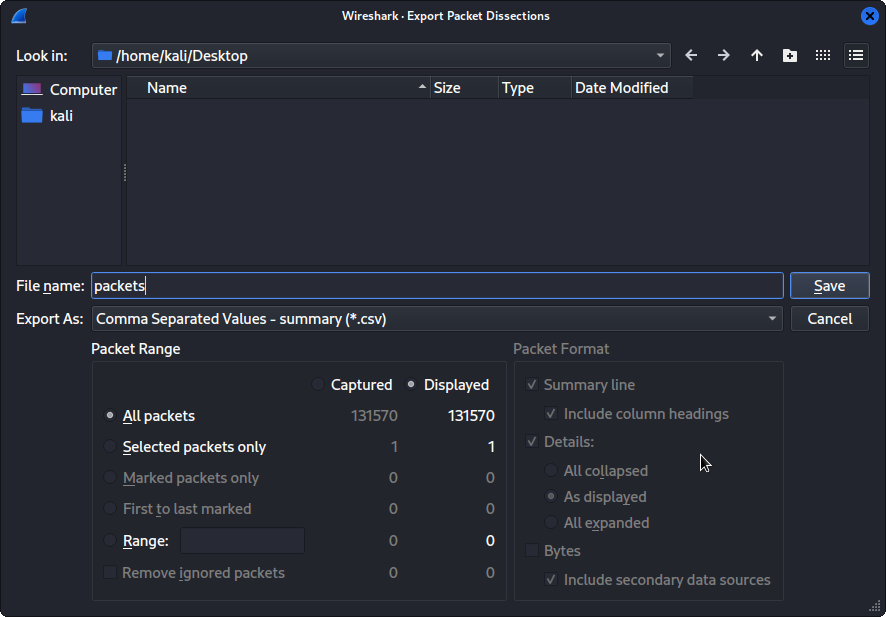 Wireshark · Export Packet Dissections
Look in: /home/kali/Desktop
Computer Name Size Type Date Modified
kali
File name: packets Save
Export As: Comma Separated Values - summary (*.csv) Cancel
Packet Range Packet Format
Captured Displayed Summary line
All packets 131570 131570 Include column headings
Selected packets only 1 1 Details:
Marked packets only 0 0 All collapsed
First to last marked 0 0 As displayed
All expanded
Range: 0 0 Bytes
Remove ignored packets 0 0 Include secondary data sources